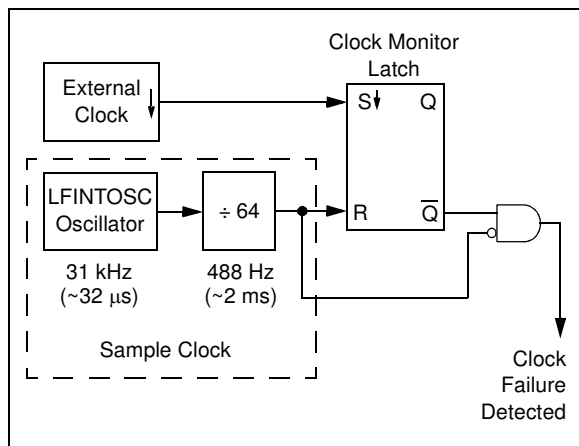 Clock Monitor
Latch
External
Clock
S
Q
LFINTOSC
Oscillator
÷ 64
R
Q̅
31 kHz
(~32 μs)
488 Hz
(~2 ms)
Sample Clock
Clock
Failure
Detected